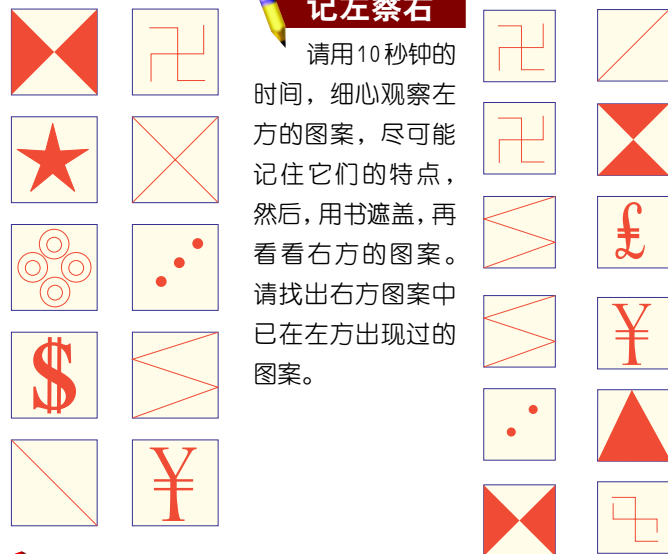 记左察右
请用10秒钟的
时间，细心观察左
方的图案，尽可能
记住它们的特点，
然后，用书遮盖，再
看看右方的图案。
请找出右方图案中
已在左方出现过的
图案。
$
¥
£
¥